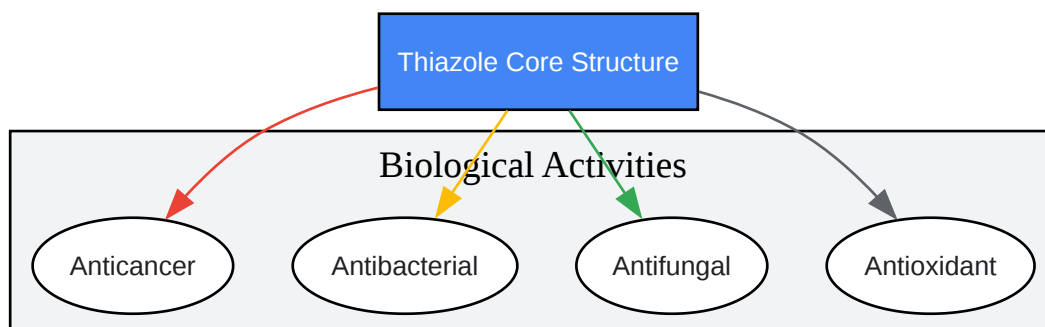 Thiazole Core Structure
Biological Activities
Anticancer
Antibacterial
Antifungal
Antioxidant